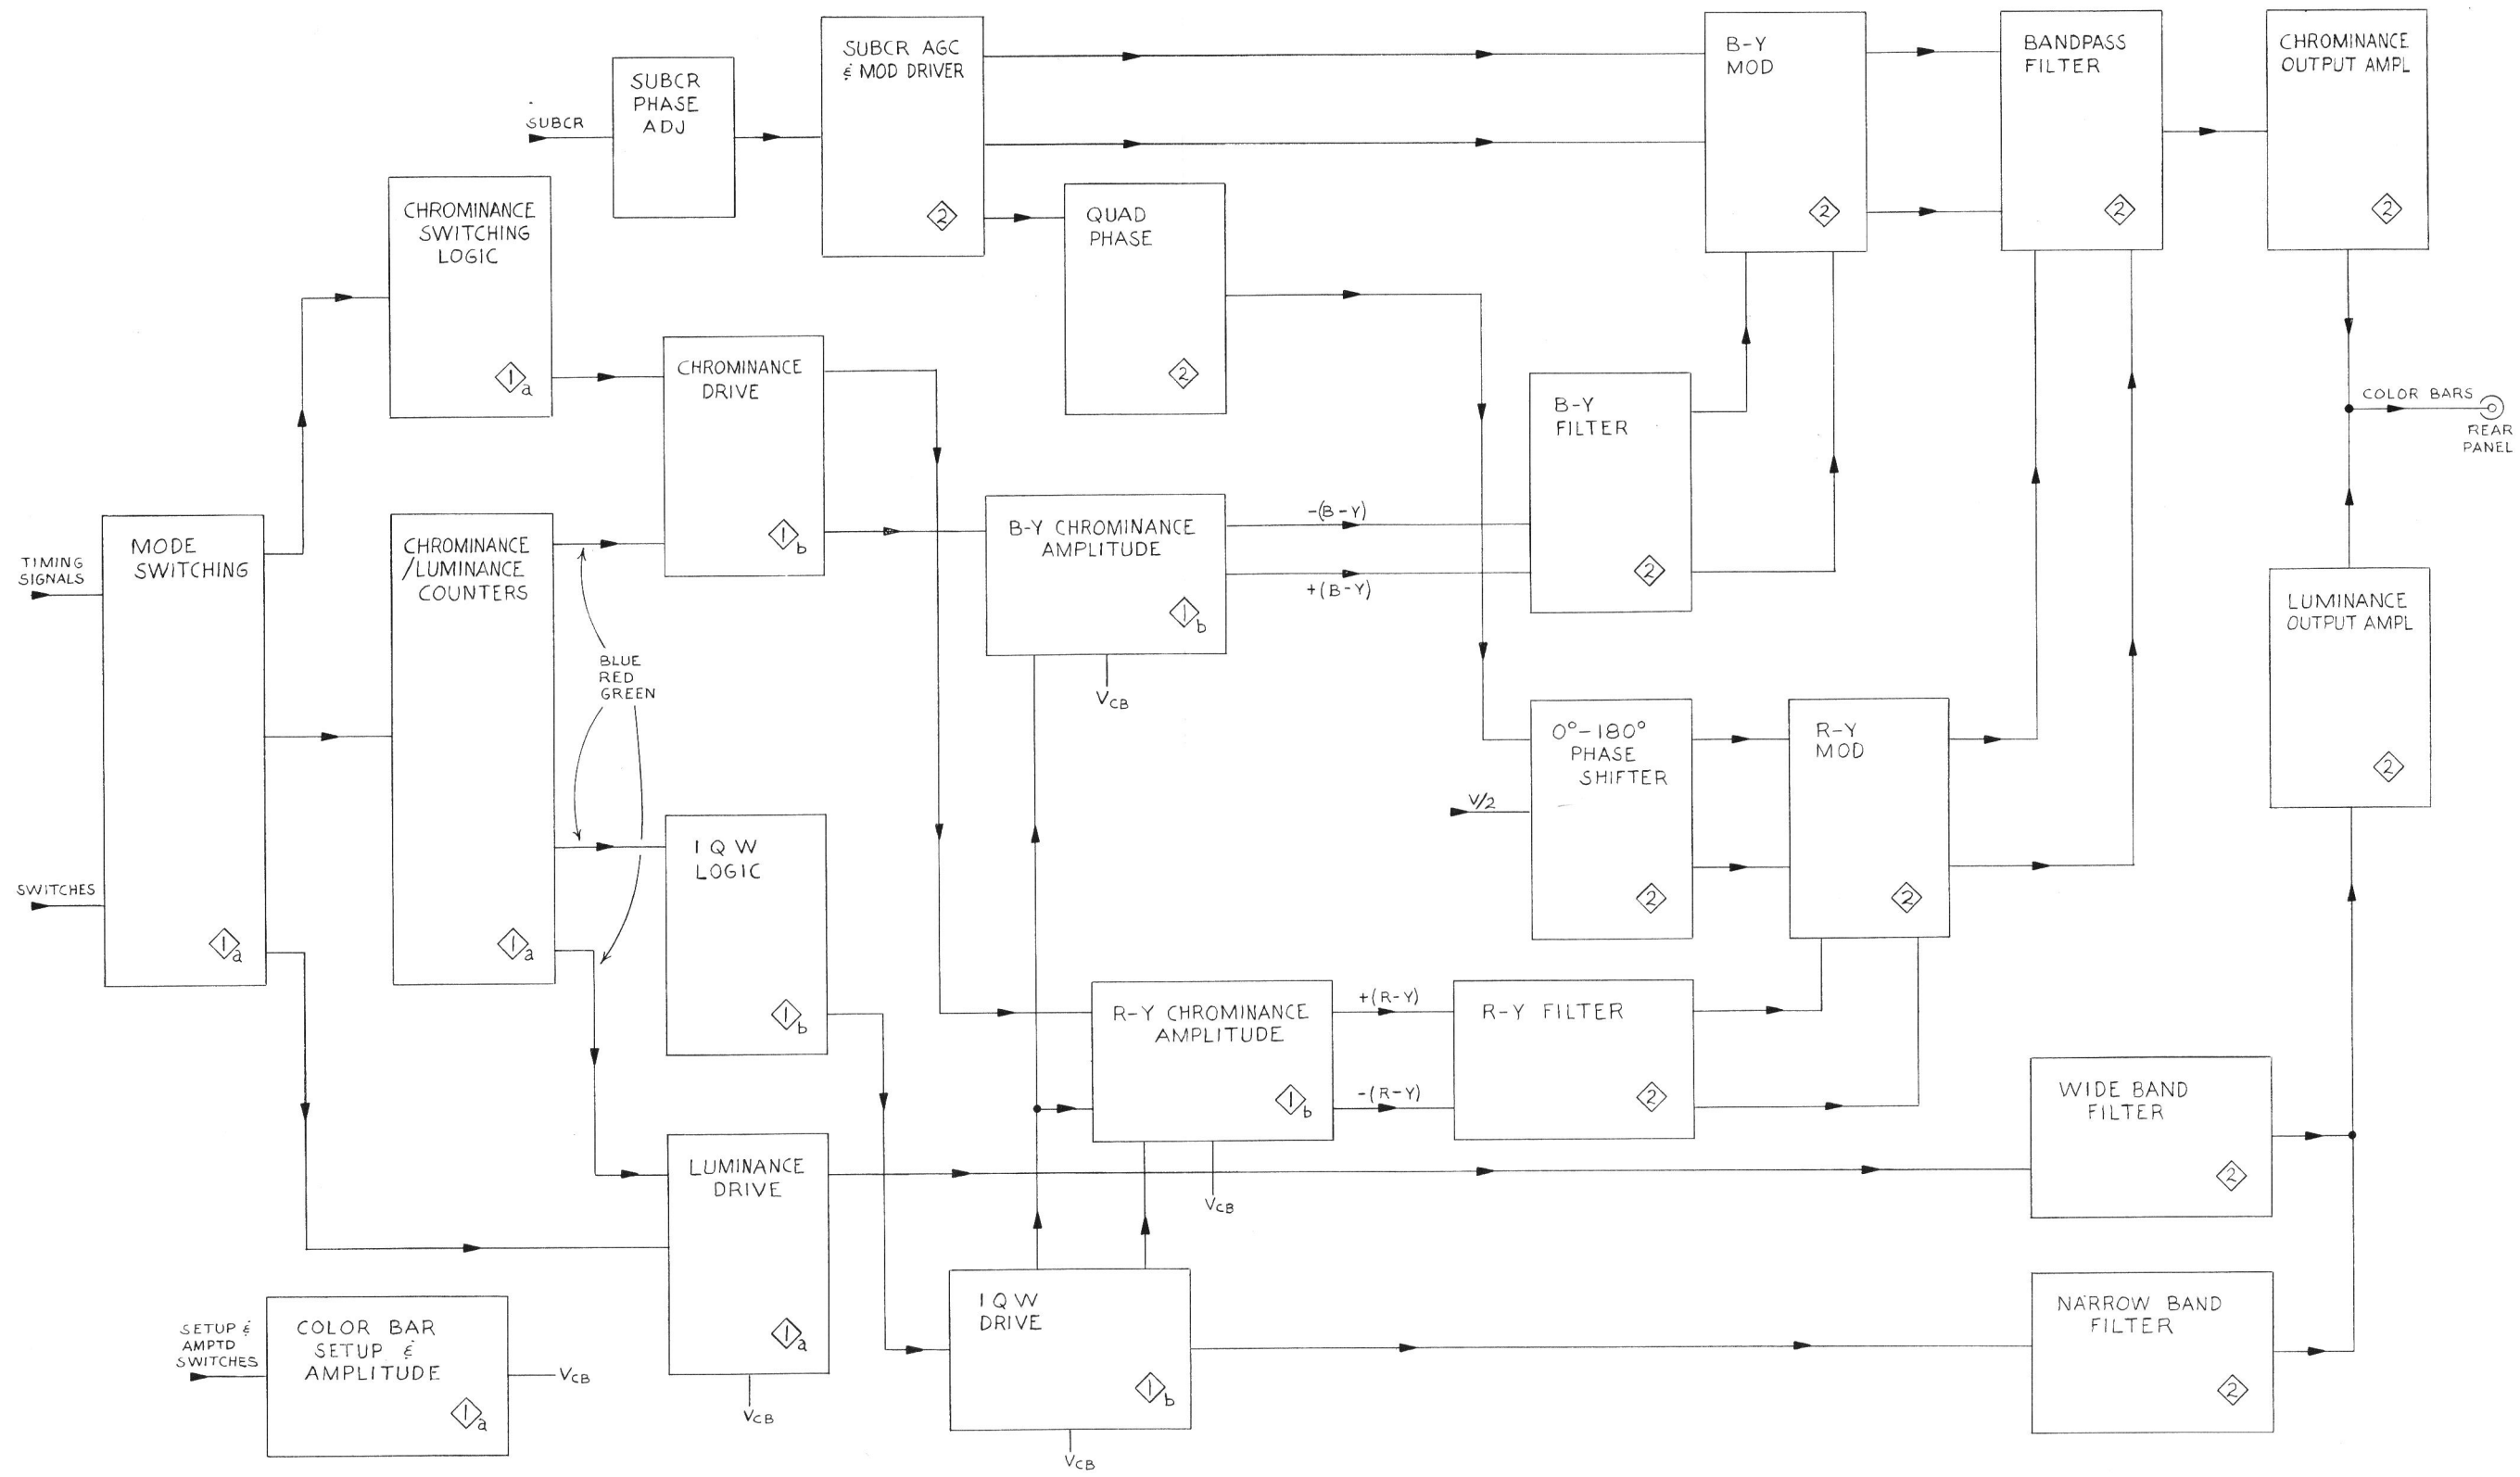 SUBCR
SUBCR
PHASE
ADJ
SUBCR AGC
& MOD DRIVER
2
B-Y
MOD
2
BANDPASS
FILTER
2
CHROMINANCE
OUTPUT AMPL
2
CHROMINANCE
SWITCHING
LOGIC
1a
QUAD
PHASE
2
CHROMINANCE
DRIVE
1b
B-Y
FILTER
2
COLOR BARS
REAR
PANEL
TIMING
SIGNALS
SWITCHES
MODE
SWITCHING
1a
CHROMINANCE
/LUMINANCE
COUNTERS
1a
BLUE
RED
GREEN
B-Y CHROMINANCE
AMPLITUDE
1b
VCB
-(B-Y)
+(B-Y)
LUMINANCE
OUTPUT AMPL
2
0°-180°
PHASE
SHIFTER
2
V/2
R-Y
MOD
2
I Q W
LOGIC
1b
R-Y CHROMINANCE
AMPLITUDE
1b
VCB
+(R-Y)
-(R-Y)
R-Y FILTER
2
WIDE BAND
FILTER
2
LUMINANCE
DRIVE
1a
VCB
I Q W
DRIVE
1b
VCB
NARROW BAND
FILTER
2
SETUP &
AMPTD
SWITCHES
COLOR BAR
SETUP &
AMPLITUDE
1a
VCB